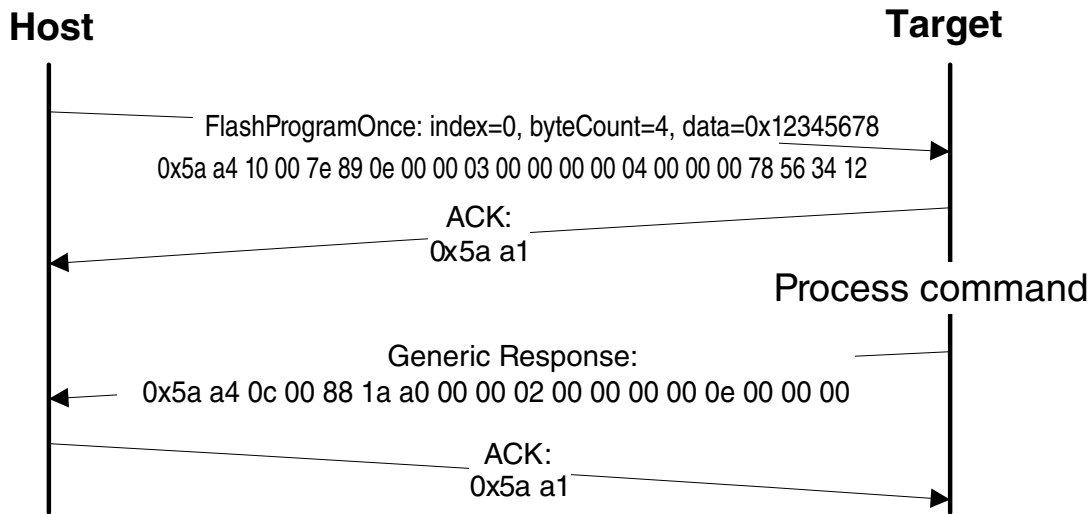 Host
Target
FlashProgramOnce: index=0, byteCount=4, data=0x12345678
0x5a a4 10 00 7e 89 0e 00 00 03 00 00 00 00 04 00 00 00 78 56 34 12
ACK:
0x5a a1
Process command
Generic Response:
0x5a a4 0c 00 88 1a a0 00 00 02 00 00 00 00 0e 00 00 00
ACK:
0x5a a1